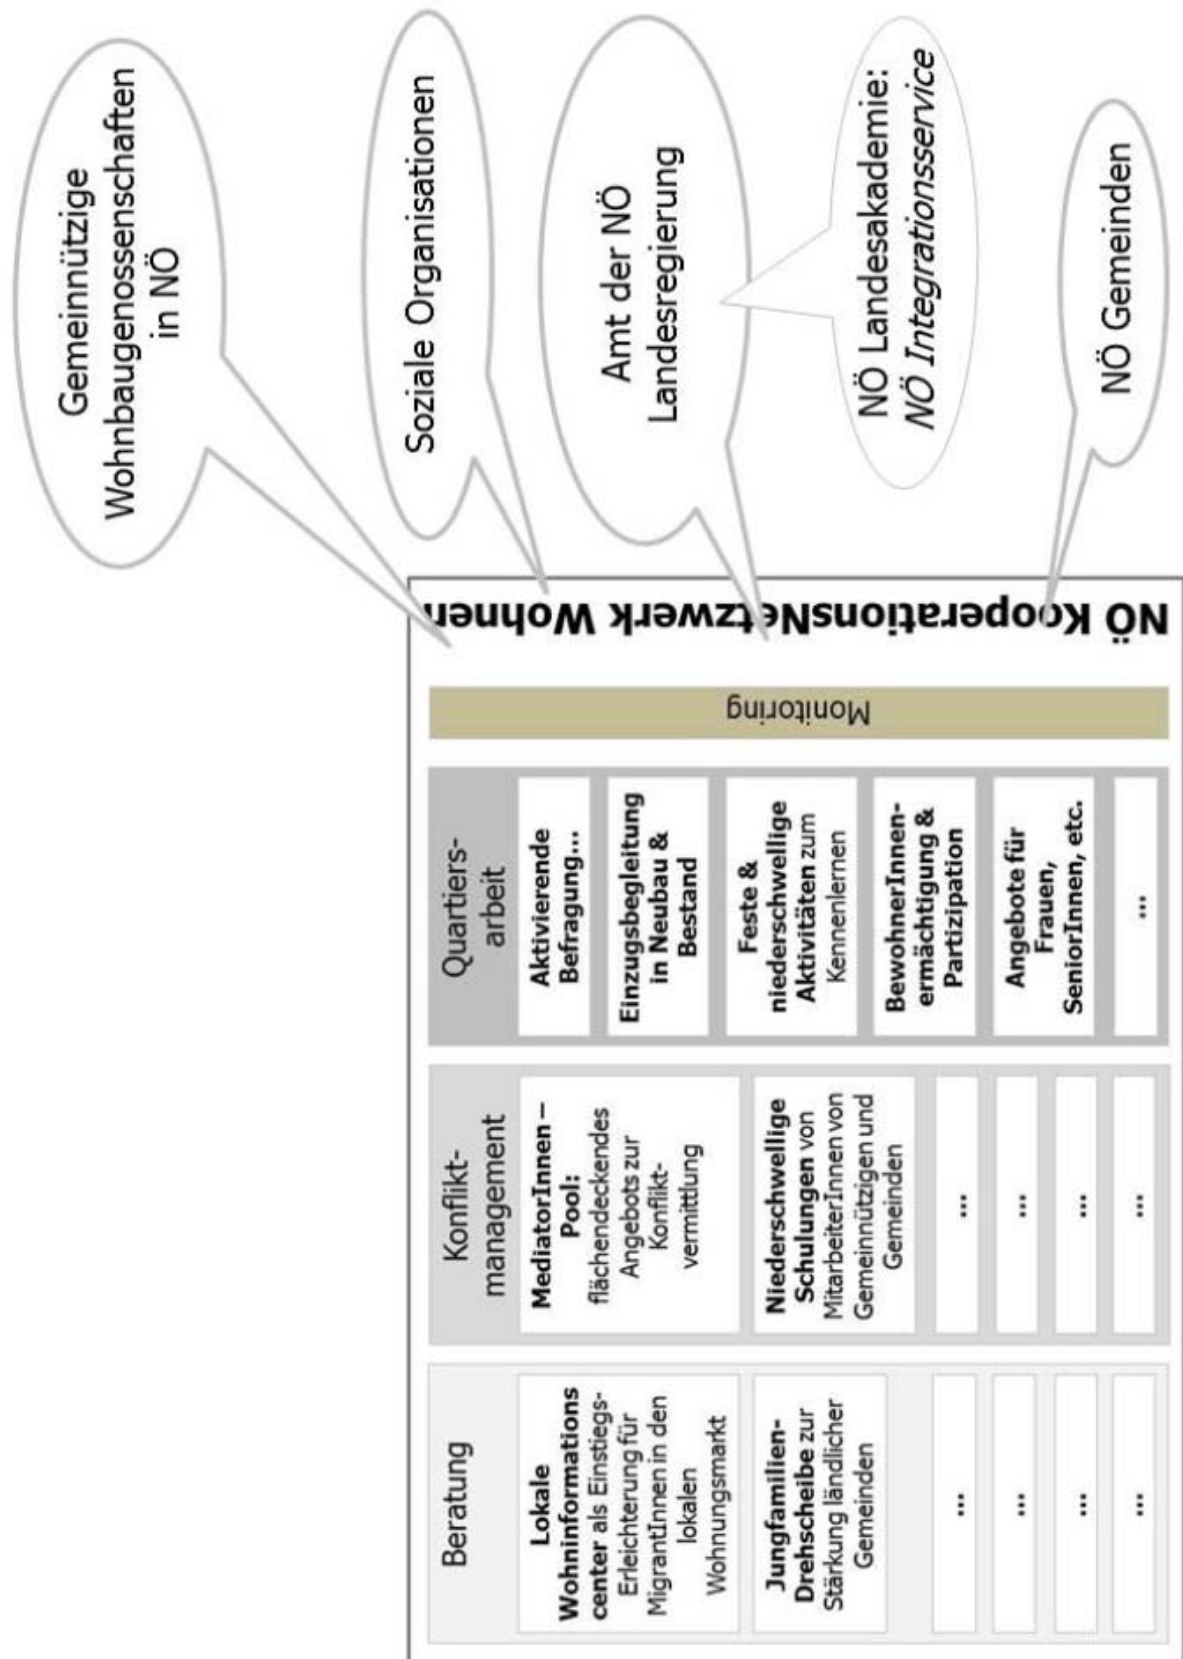 Gemeinnützige
Wohnbaugenossenschaften
in NÖ
Soziale Organisationen
Amt der NÖ
Landesregierung
NÖ Landesakademie:
NÖ Integrationsservice
NÖ Gemeinden
NÖ KooperationsNetzwerk Wohnen
Monitoring
Beratung
Lokale
Wohninformations
center als Einstiegs-
Erleichterung für
MigrantInnen in den
lokalen
Wohnungsmarkt
Jungfamilien-
Drehscheibe zur
Stärkung ländlicher
Gemeinden
...
...
...
...
Konflikt-
management
MediatorInnen –
Pool:
flächendeckendes
Angebots zur
Konflikt-
vermittlung
Niederschwellige
Schulungen von
MitarbeiterInnen von
Gemeinnützigen und
Gemeinden
...
...
...
...
Quartiers-
arbeit
Aktivierende
Befragung...
Einzugsbegleitung
in Neubau &
Bestand
Feste &
niederschwellige
Aktivitäten zum
Kennenlernen
BewohnerInnen-
ermächtigung &
Partizipation
Angebote für
Frauen,
SeniorInnen, etc.
...